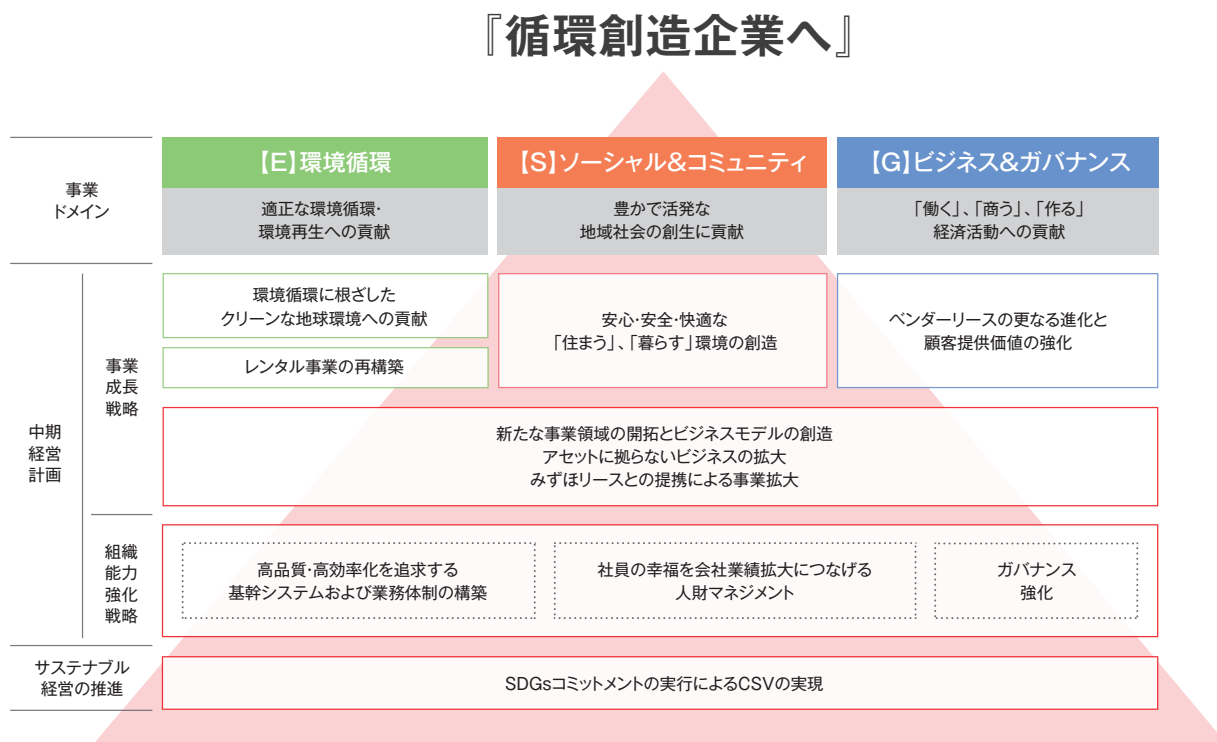 『循環創造企業へ』
事業
ドメイン
【E】環境循環
適正な環境循環・
環境再生への貢献
【S】ソーシャル&コミュニティ
豊かで活発な
地域社会の創生に貢献
【G】ビジネス&ガバナンス
「働く」、「商う」、「作る」
経済活動への貢献
中期
経営
計画
事業
成長
戦略
環境循環に根ざした
クリーンな地球環境への貢献
レンタル事業の再構築
安心・安全・快適な
「住まう」、「暮らす」環境の創造
ベンダーリースの更なる進化と
顧客提供価値の強化
新たな事業領域の開拓とビジネスモデルの創造
アセットに拠らないビジネスの拡大
みずほリースとの提携による事業拡大
組織
能力
強化
戦略
高品質・高効率化を追求する
基幹システムおよび業務体制の構築
社員の幸福を会社業績拡大につなげる
人財マネジメント
ガバナンス
強化
サステナブル
経営の推進
SDGsコミットメントの実行によるCSVの実現